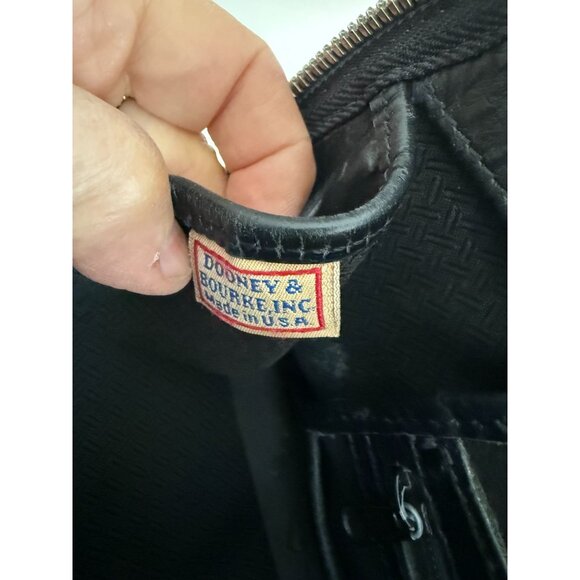 DOONEY &
BOURKE, INC.
Made in U S A